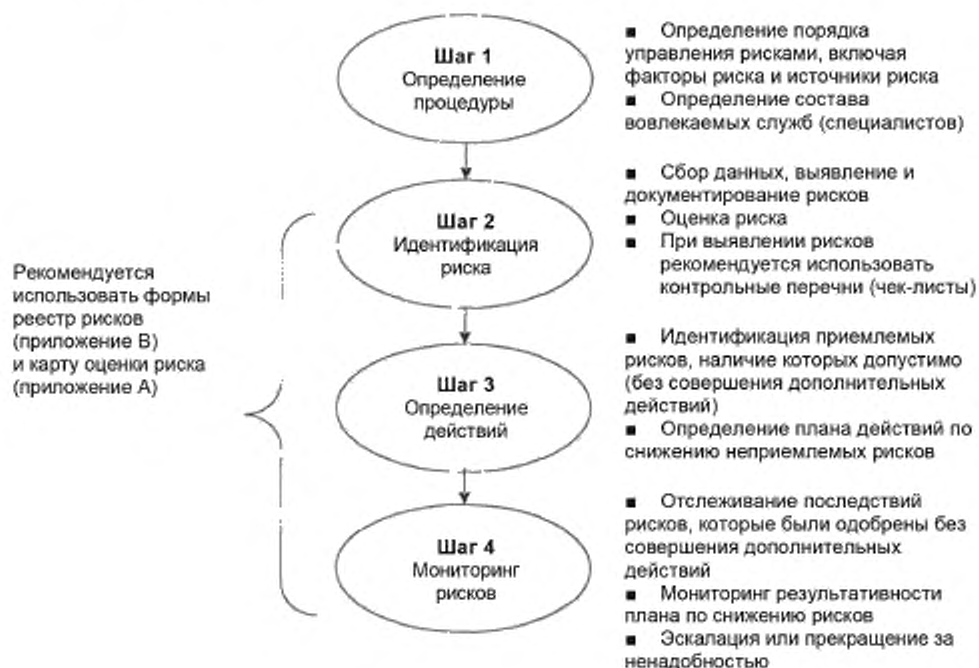 Шаг 1
Определение
процедуры
■ Определение порядка
управления рисками, включая
факторы риска и источники риска
■ Определение состава
вовлекаемых служб (специалистов)
Шаг 2
Идентификация
риска
■ Сбор данных, выявление и
документирование рисков
■ Оценка риска
■ При выявлении рисков
рекомендуется использовать
контрольные перечни (чек-листы)
Рекомендуется
использовать формы
реестр рисков
(приложение В)
и карту оценки риска
(приложение А)
Шаг 3
Определение
действий
■ Идентификация приемлемых
рисков, наличие которых допустимо
(без совершения дополнительных
действий)
■ Определение плана действий по
снижению неприемлемых рисков
Шаг 4
Мониторинг
рисков
■ Отслеживание последствий
рисков, которые были одобрены без
совершения дополнительных
действий
■ Мониторинг результативности
плана по снижению рисков
■ Эскалация или прекращение за
ненадобностью